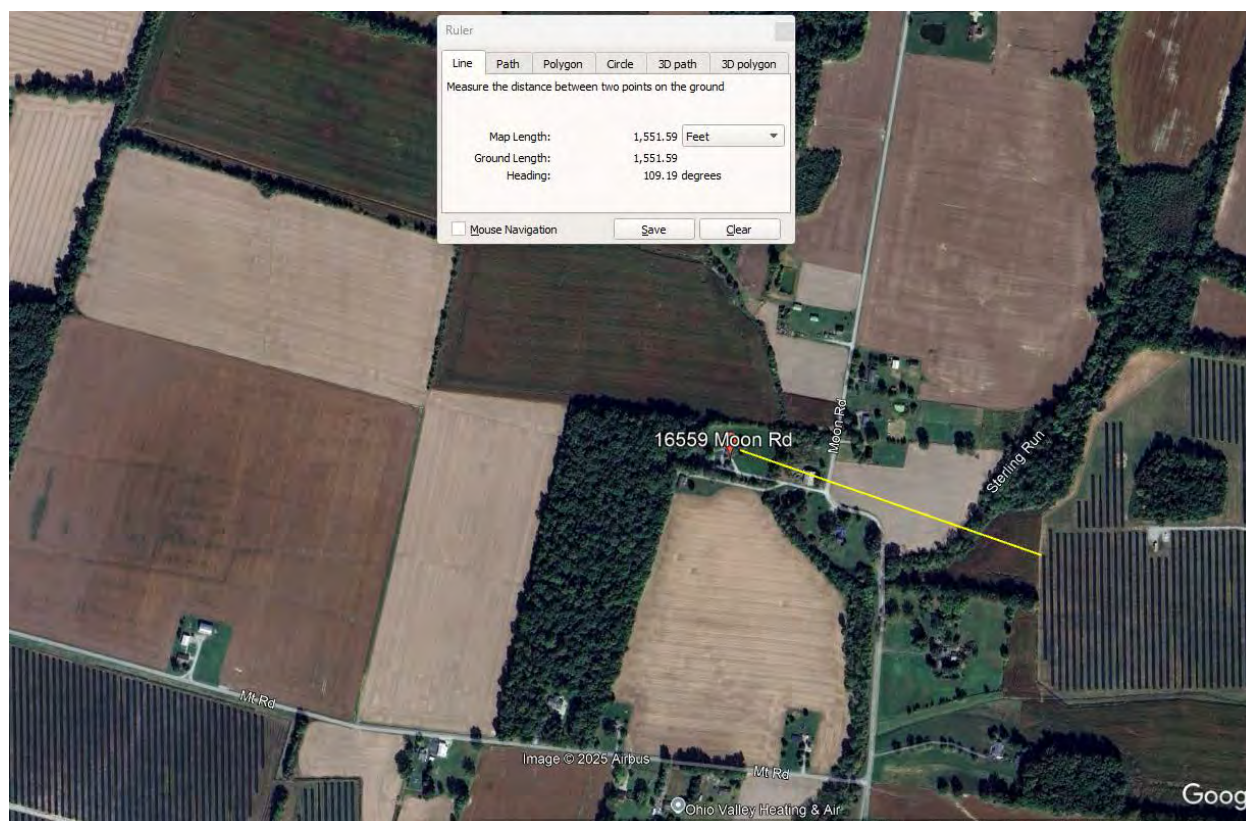 Ruler
Line Path Polygon Circle 3D path 3D polygon
Measure the distance between two points on the ground
Map Length: 1,551.59 Feet
Ground Length: 1,551.59
Heading: 109.19 degrees
Mouse Navigation Save Clear
16559 Moon Rd
Moon Rd
Sterling Run
Mt Rd
Image © 2025 Airbus
Mt Rd
Ohio Valley Heating & Air
Goog